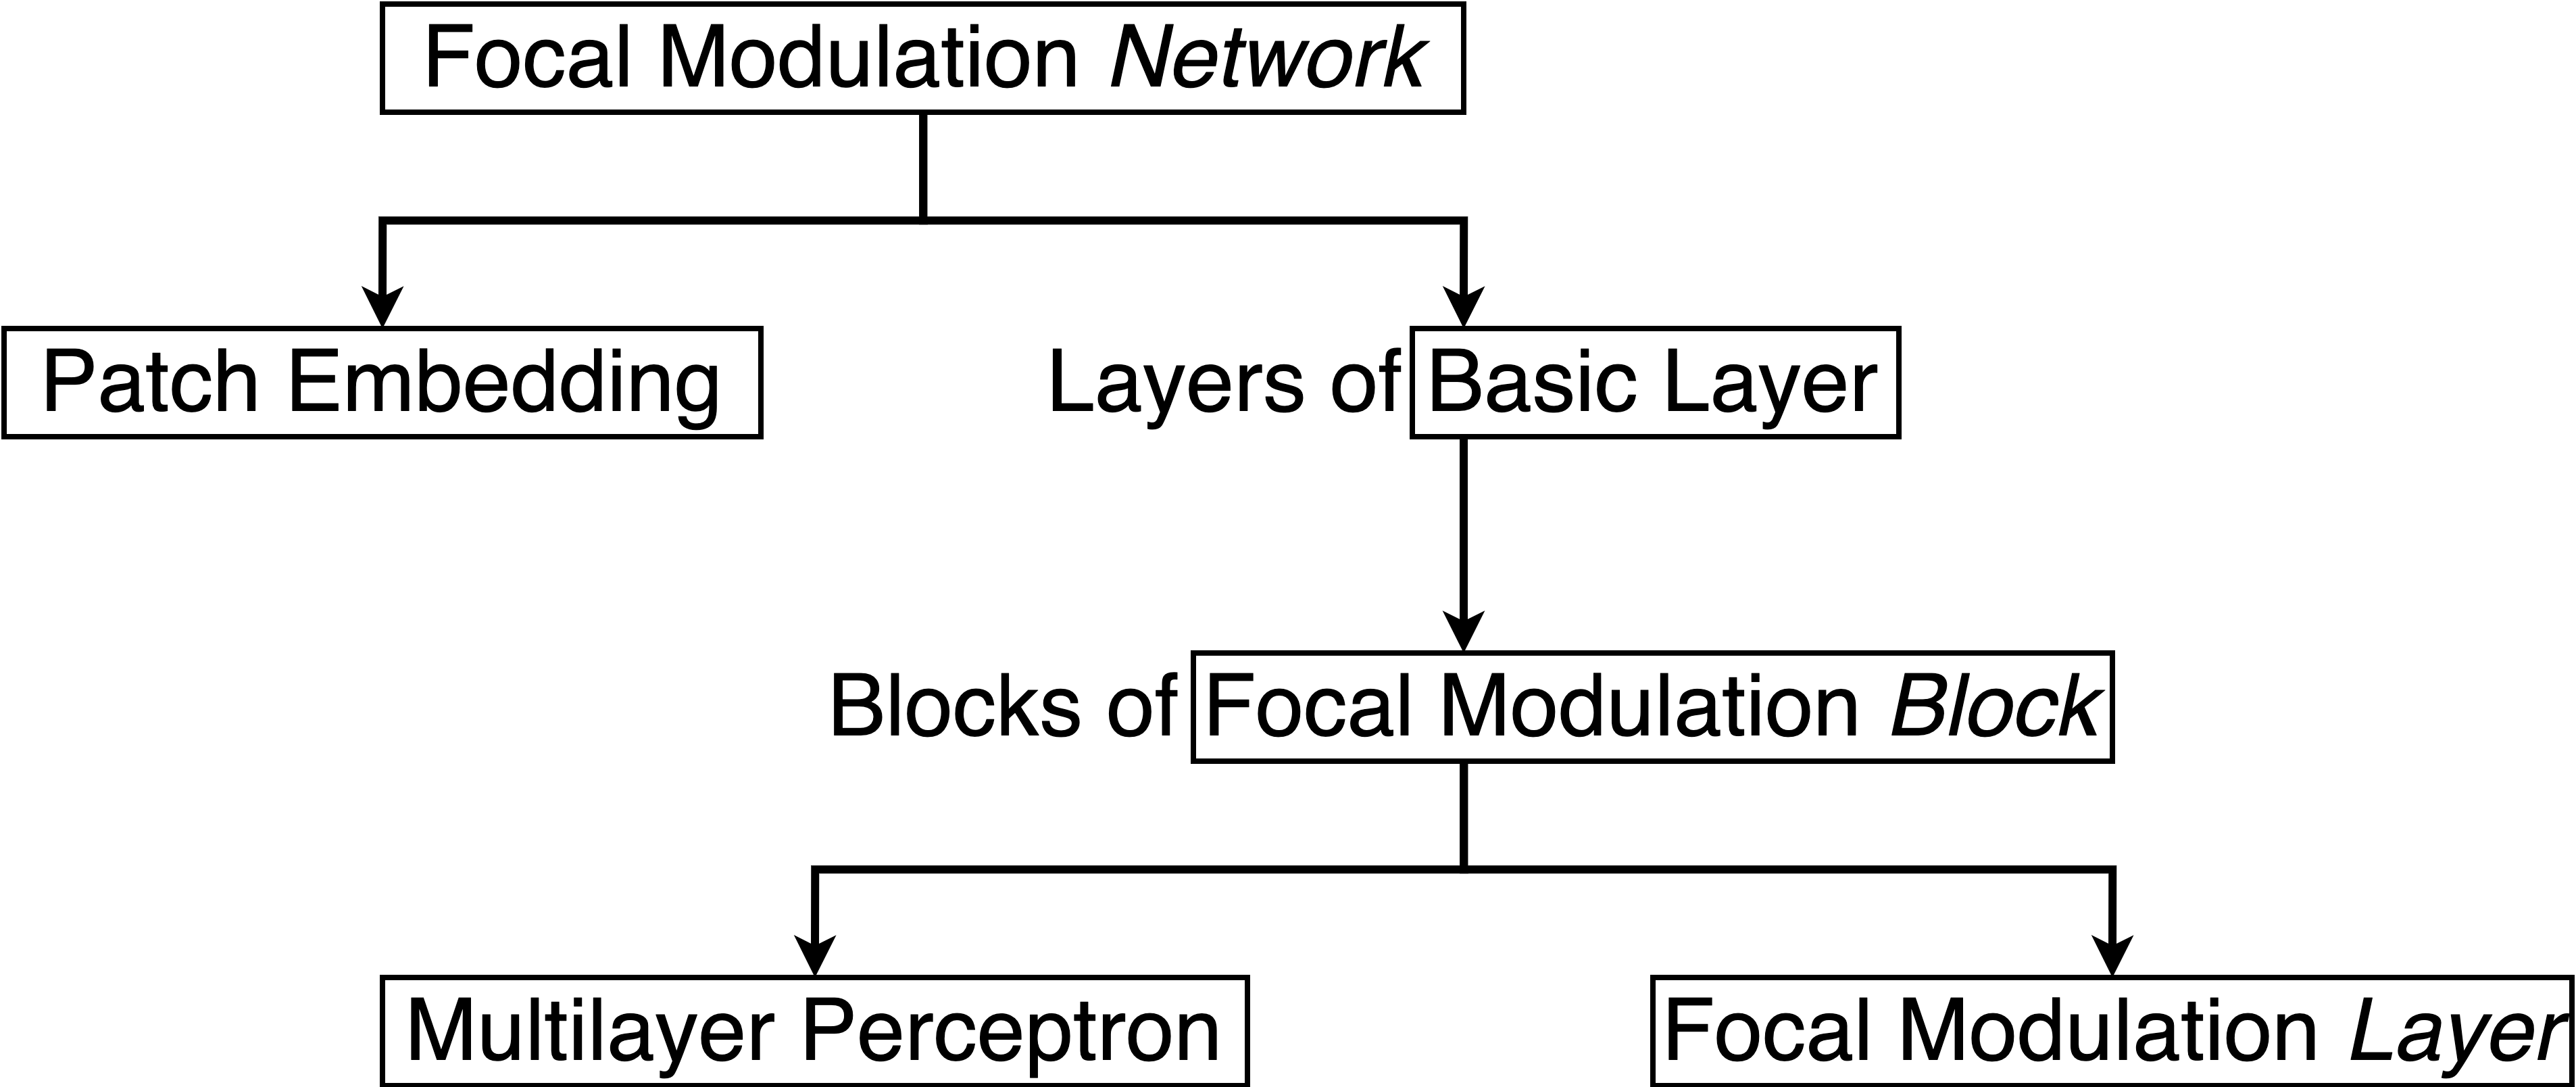 Focal Modulation Network
Patch Embedding
Layers of Basic Layer
Blocks of Focal Modulation Block
Multilayer Perceptron
Focal Modulation Layer